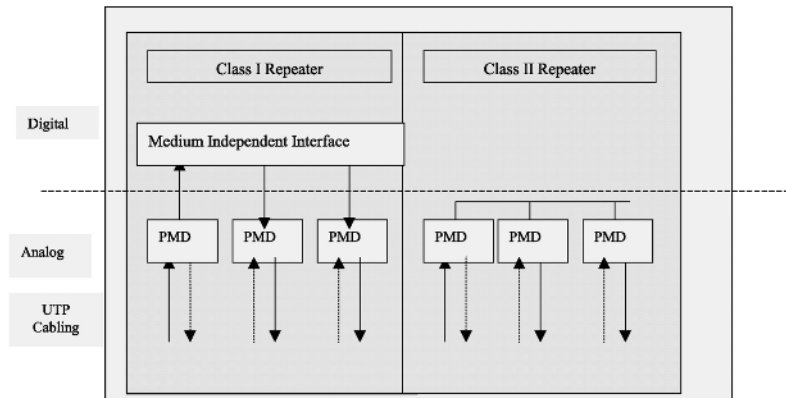 Class I Repeater
Class II Repeater
Digital
Medium Independent Interface
PMD
PMD
PMD
PMD
PMD
PMD
Analog
UTP
Cabling